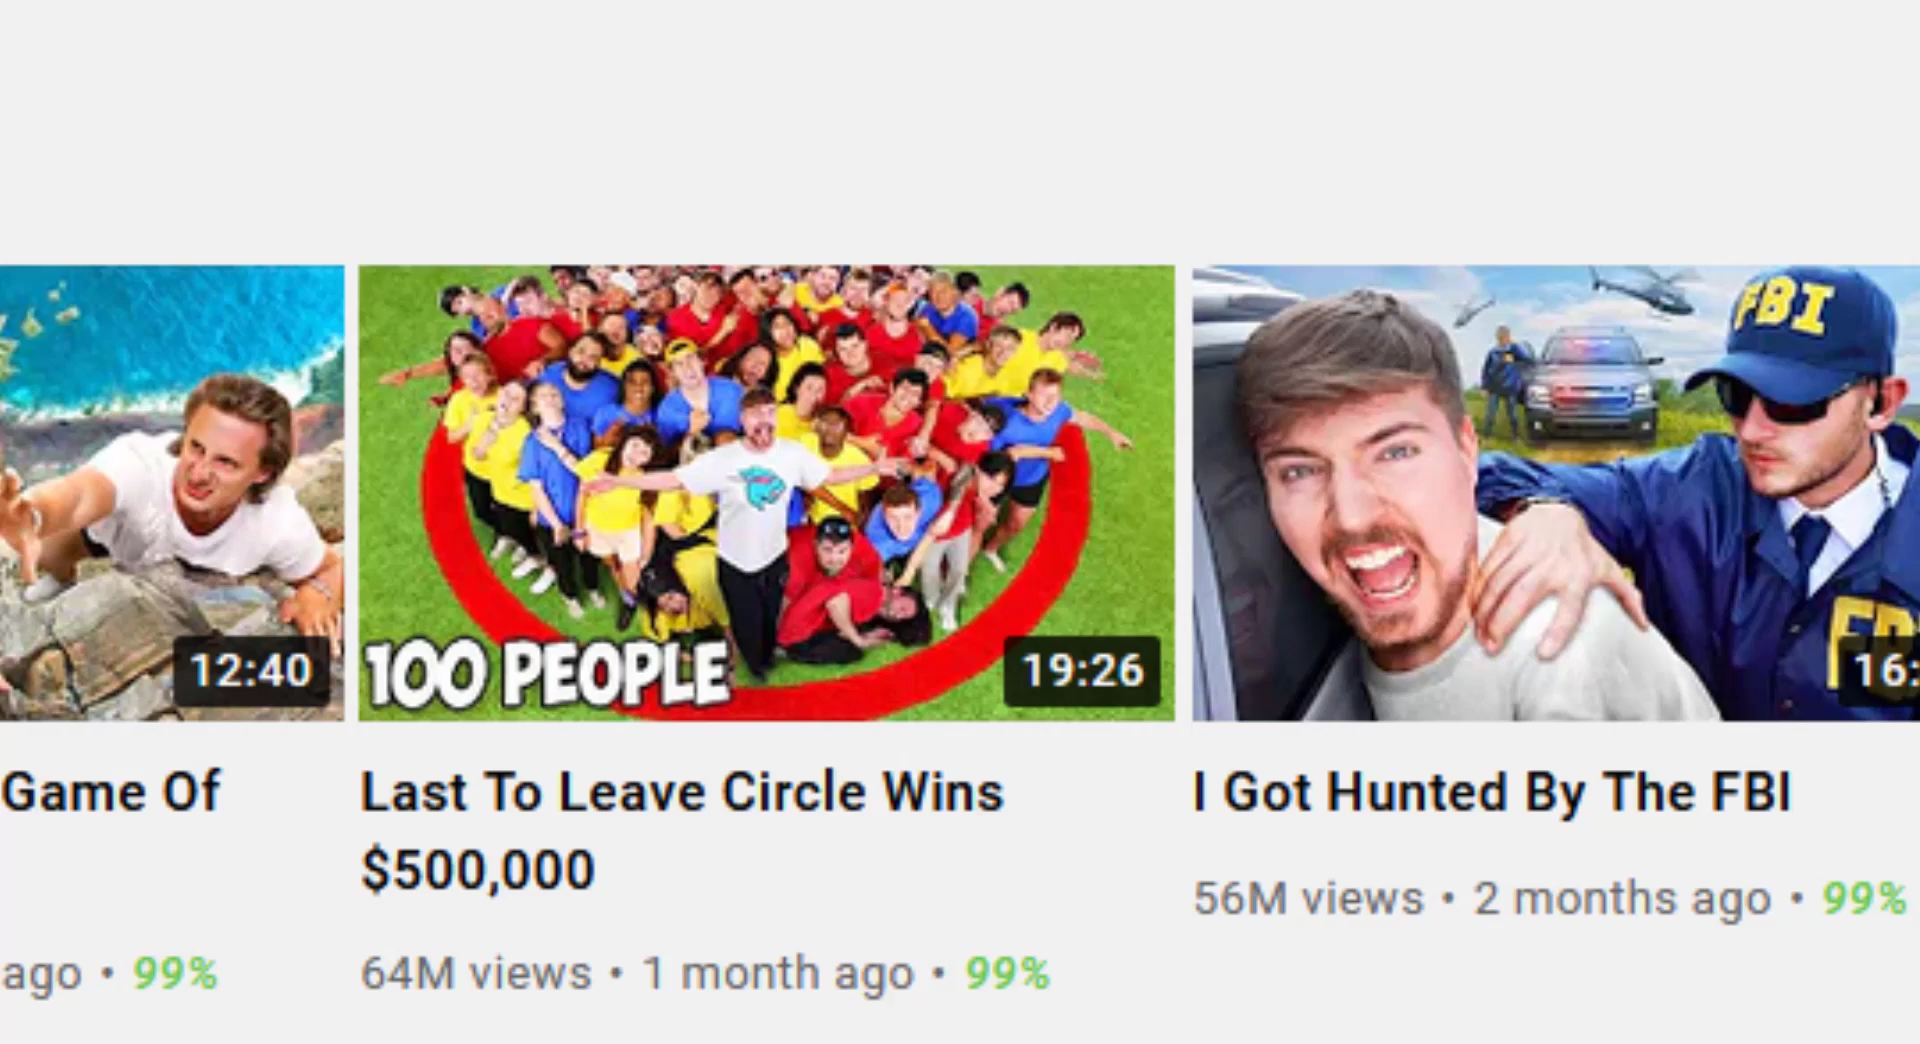 FBI
12:40
100 PEOPLE
19:26
16:
Game Of
Last To Leave Circle Wins
$500,000
I Got Hunted By The FBI
56M views • 2 months ago • 99%
ago • 99%
64M views • 1 month ago • 99%